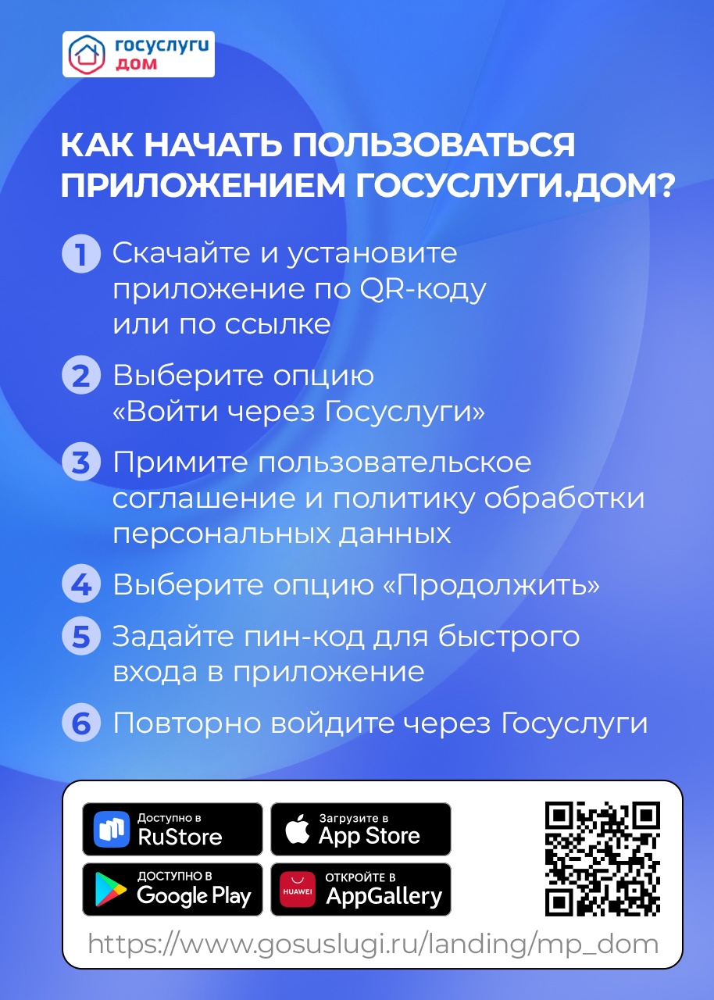 госуслуги
дом
КАК НАЧАТЬ ПОЛЬЗОВАТЬСЯ
ПРИЛОЖЕНИЕМ ГОСУСЛУГИ.ДОМ?
1 Скачайте и установите
приложение по QR-коду
или по ссылке
2 Выберите опцию
«Войти через Госуслуги»
3 Примите пользовательское
соглашение и политику обработки
персональных данных
4 Выберите опцию «Продолжить»
5 Задайте пин-код для быстрого
входа в приложение
6 Повторно войдите через Госуслуги
Доступно в
RuStore
Загрузите в
App Store
ДОСТУПНО В
Google Play
HUAWEI
ОТКРОЙТЕ В
AppGallery
https://www.gosuslugi.ru/landing/mp_dom